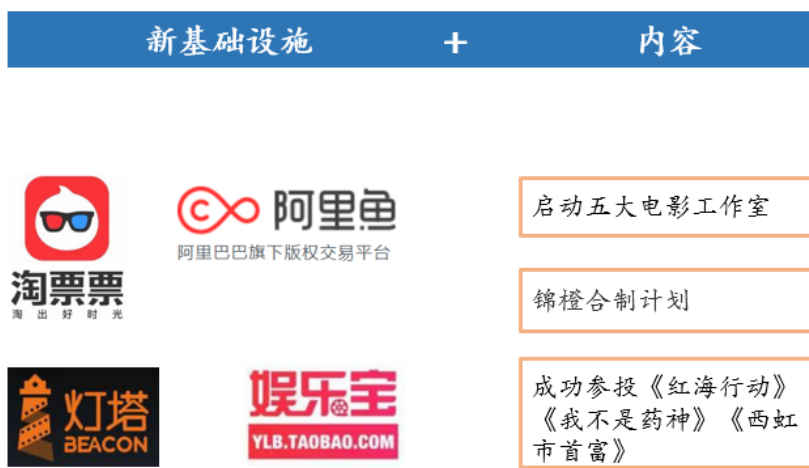 新基础设施 + 内容
淘票票
淘出好时光
阿里鱼
阿里巴巴旗下版权交易平台
启动五大电影工作室
锦橙合制计划
灯塔
BEACON
娱乐宝
YLB.TAOBAO.COM
成功参投《红海行动》
《我不是药神》《西虹
市首富》